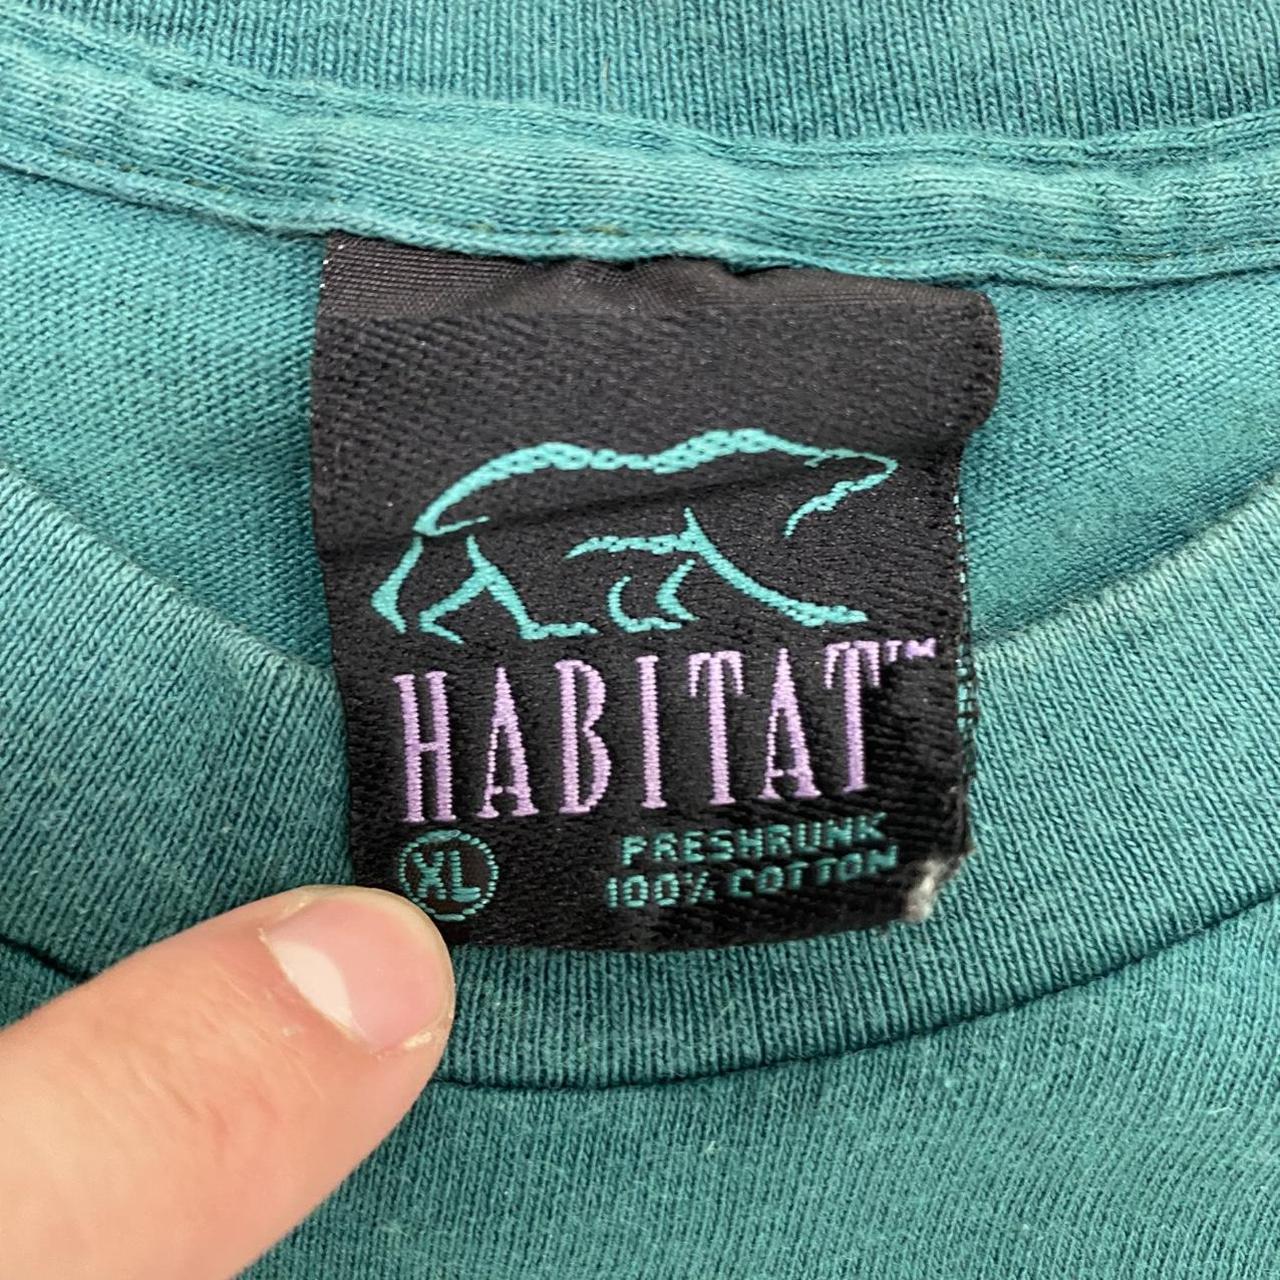 HABITAT™
XL
PRESHRUNK
100% COTTON